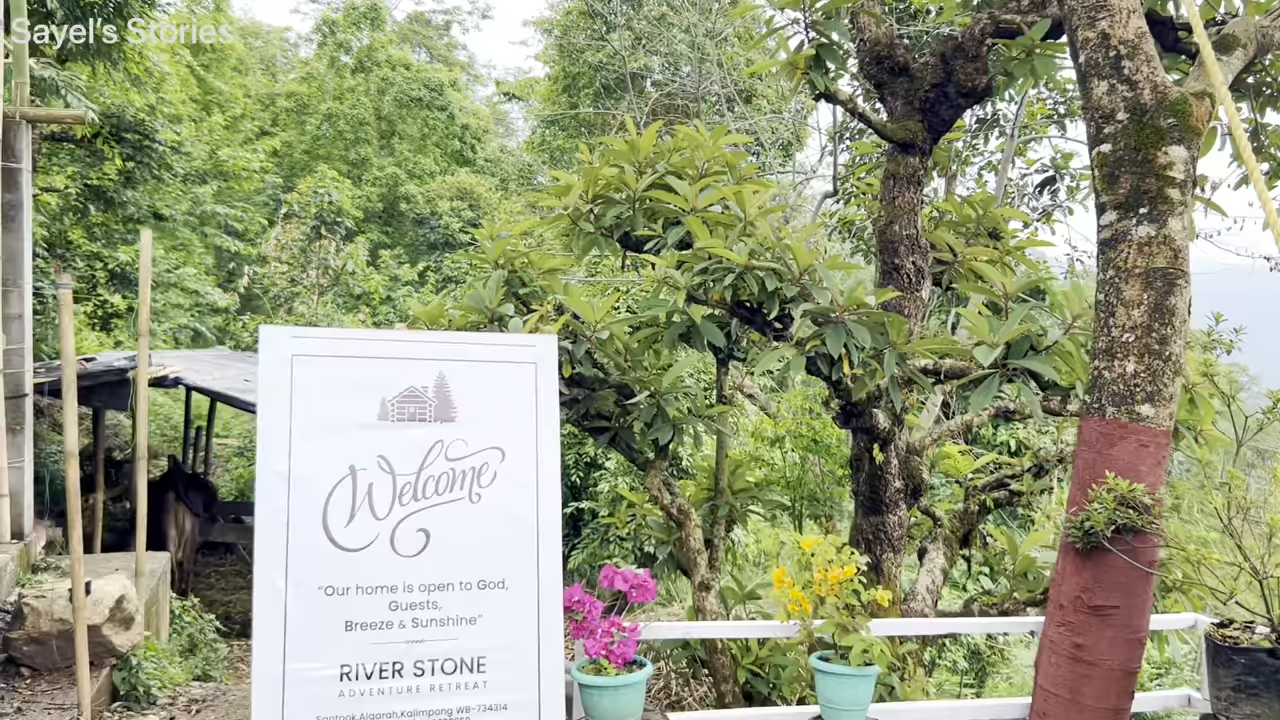 Sayel's Stories
Welcome
“Our home is open to God,
Guests,
Breeze & Sunshine”
RIVER STONE
ADVENTURE RETREAT
Santook,Algarah,Kalimpong WB-734314